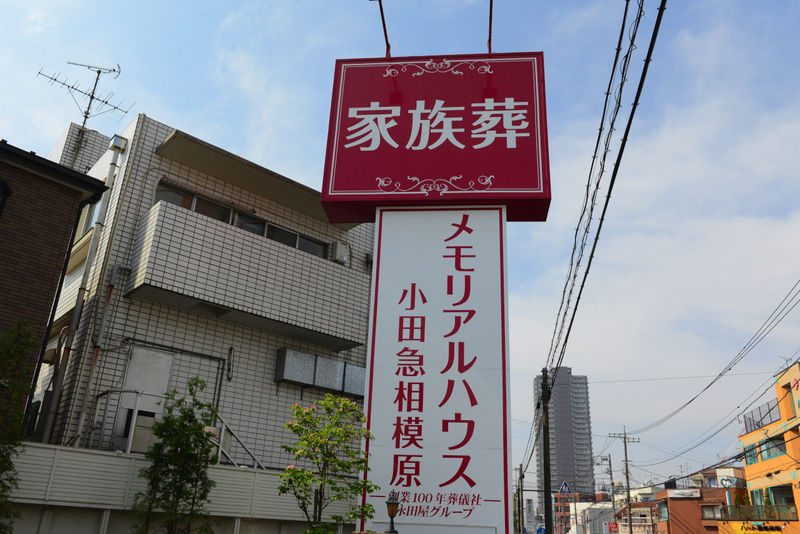 家族葬
メモリアルハウス
小田急相模原
創業100年葬儀社
永田屋グループ